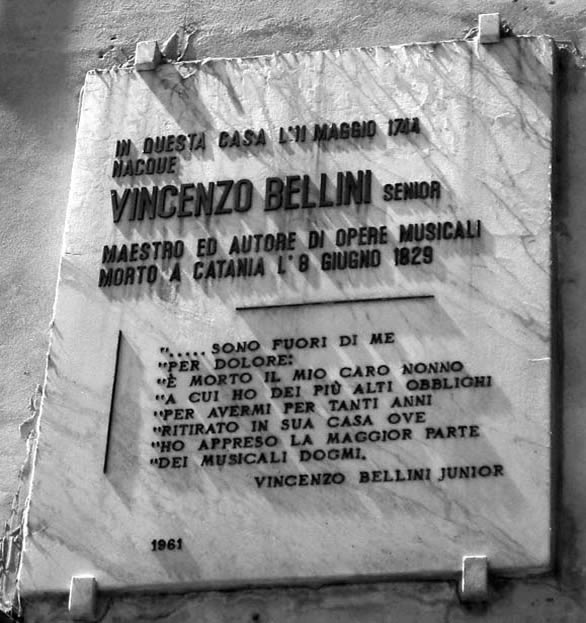 IN QUESTA CASA L'11 MAGGIO 1744
NACQUE
VINCENZO BELLINI SENIOR
MAESTRO ED AUTORE DI OPERE MUSICALI
MORTO A CATANIA L'8 GIUGNO 1829
"..... SONO FUORI DI ME
"PER DOLORE:
"È MORTO IL MIO CARO NONNO
"A CUI HO DEI PIÙ ALTI OBBLIGHI
"PER AVERMI PER TANTI ANNI
"RITIRATO IN SUA CASA OVE
"HO APPRESO LA MAGGIOR PARTE
"DEI MUSICALI DOGMI.
VINCENZO BELLINI JUNIOR
1961